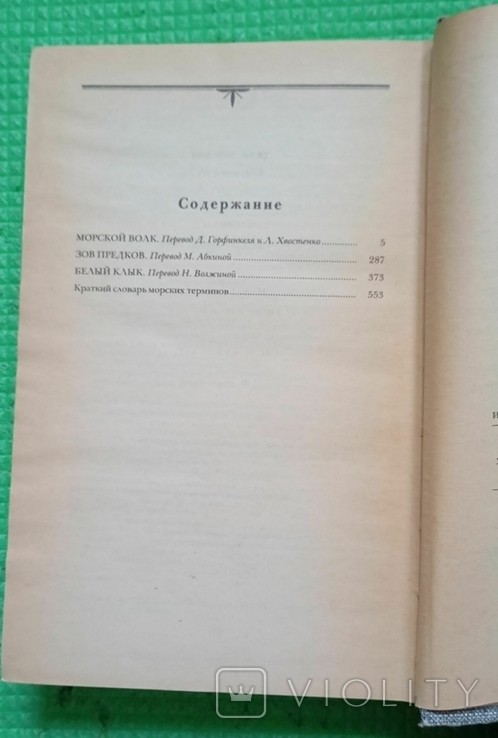 Содержание
МОРСКОЙ ВОЛК. Перевод Д. Горфинкеля и Л. Хвостенко.............. 5
ЗОВ ПРЕДКОВ. Перевод М. Абкиной.............. 287
БЕЛЫЙ КЛЫК. Перевод Н. Волжиной.............. 373
Краткий словарь морских терминов.............. 553
VIOLITY